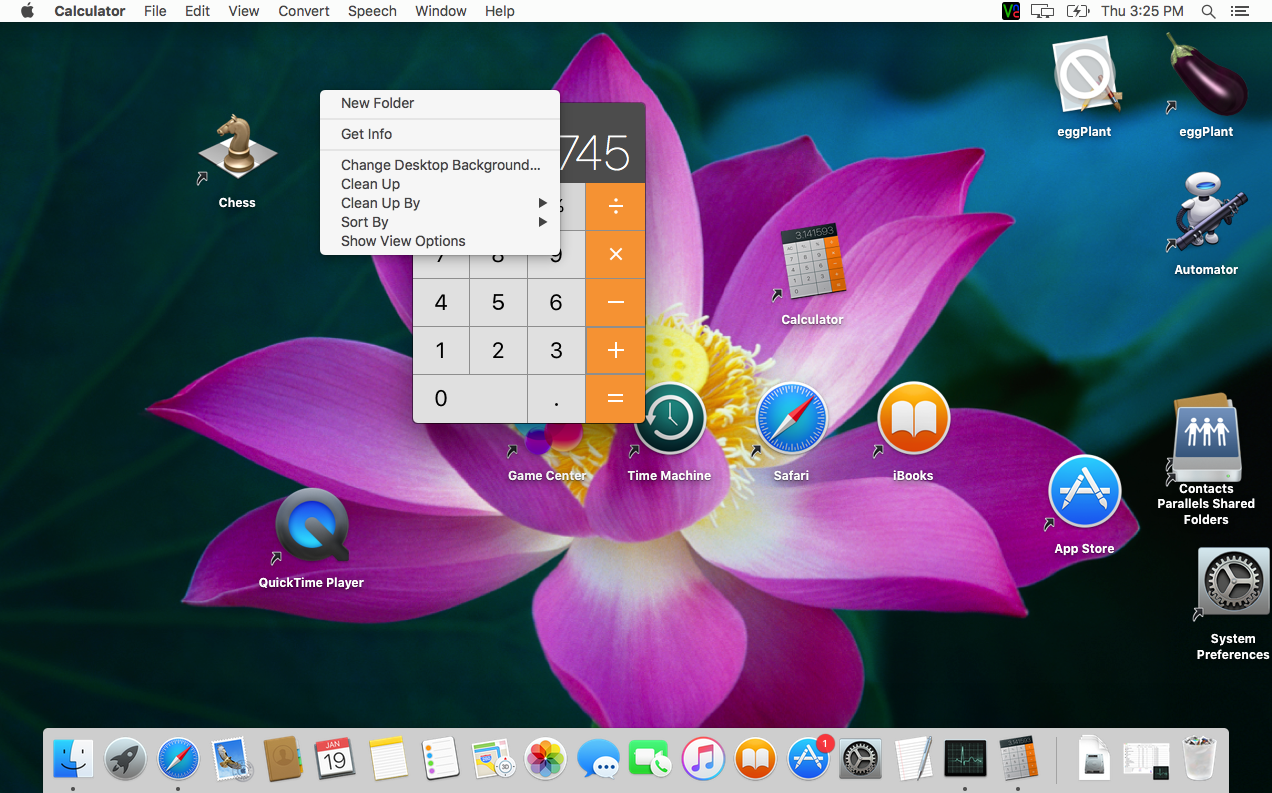 Calculator File Edit View Convert Speech Window Help Thu 3:25 PM
New Folder
Get Info
Change Desktop Background...
Clean Up
Clean Up By
Sort By
Show View Options
745
÷
7 8 9 ×
4 5 6 −
1 2 3 +
0 . =
Chess
eggPlant
eggPlant
Automator
3.141593
Calculator
Game Center
Time Machine
Safari
iBooks
QuickTime Player
App Store
Contacts
Parallels Shared
Folders
System
Preferences
JAN
19
1